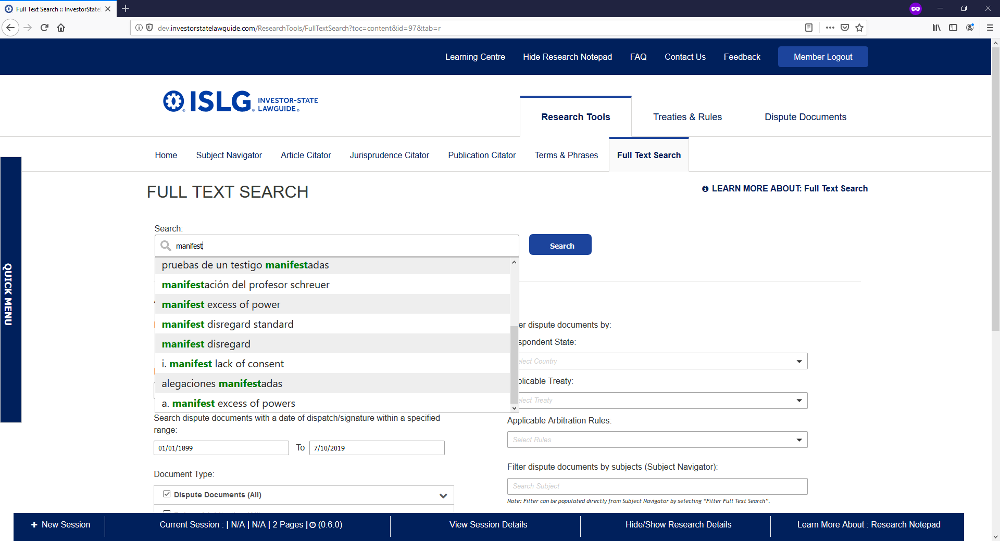 Full Text Search :: InvestorStateL
dev.investorstatelawguide.com/ResearchTools/FullTextSearch?toc=content&id=97&tab=r
Learning Centre
Hide Research Notepad
FAQ
Contact Us
Feedback
Member Logout
ISLG INVESTOR-STATE
LAWGUIDE
Research Tools
Treaties & Rules
Dispute Documents
Home
Subject Navigator
Article Citator
Jurisprudence Citator
Publication Citator
Terms & Phrases
Full Text Search
FULL TEXT SEARCH
LEARN MORE ABOUT: Full Text Search
QUICK MENU
Search:
manifest
Search
pruebas de un testigo manifestadas
manifestación del profesor schreuer
manifest excess of power
manifest disregard standard
manifest disregard
i. manifest lack of consent
alegaciones manifestadas
a. manifest excess of powers
er dispute documents by:
spondent State:
elect Country
plicable Treaty:
elect Treaty
Applicable Arbitration Rules:
Select Rules
Search dispute documents with a date of dispatch/signature within a specified
range:
01/01/1899
To
7/10/2019
Filter dispute documents by subjects (Subject Navigator):
Search Subject
Note: Filter can be populated directly from Subject Navigator by selecting “Filter Full Text Search”.
Document Type:
Dispute Documents (All)
+ New Session
Current Session : | N/A | N/A | 2 Pages | (0:6:0)
View Session Details
Hide/Show Research Details
Learn More About : Research Notepad